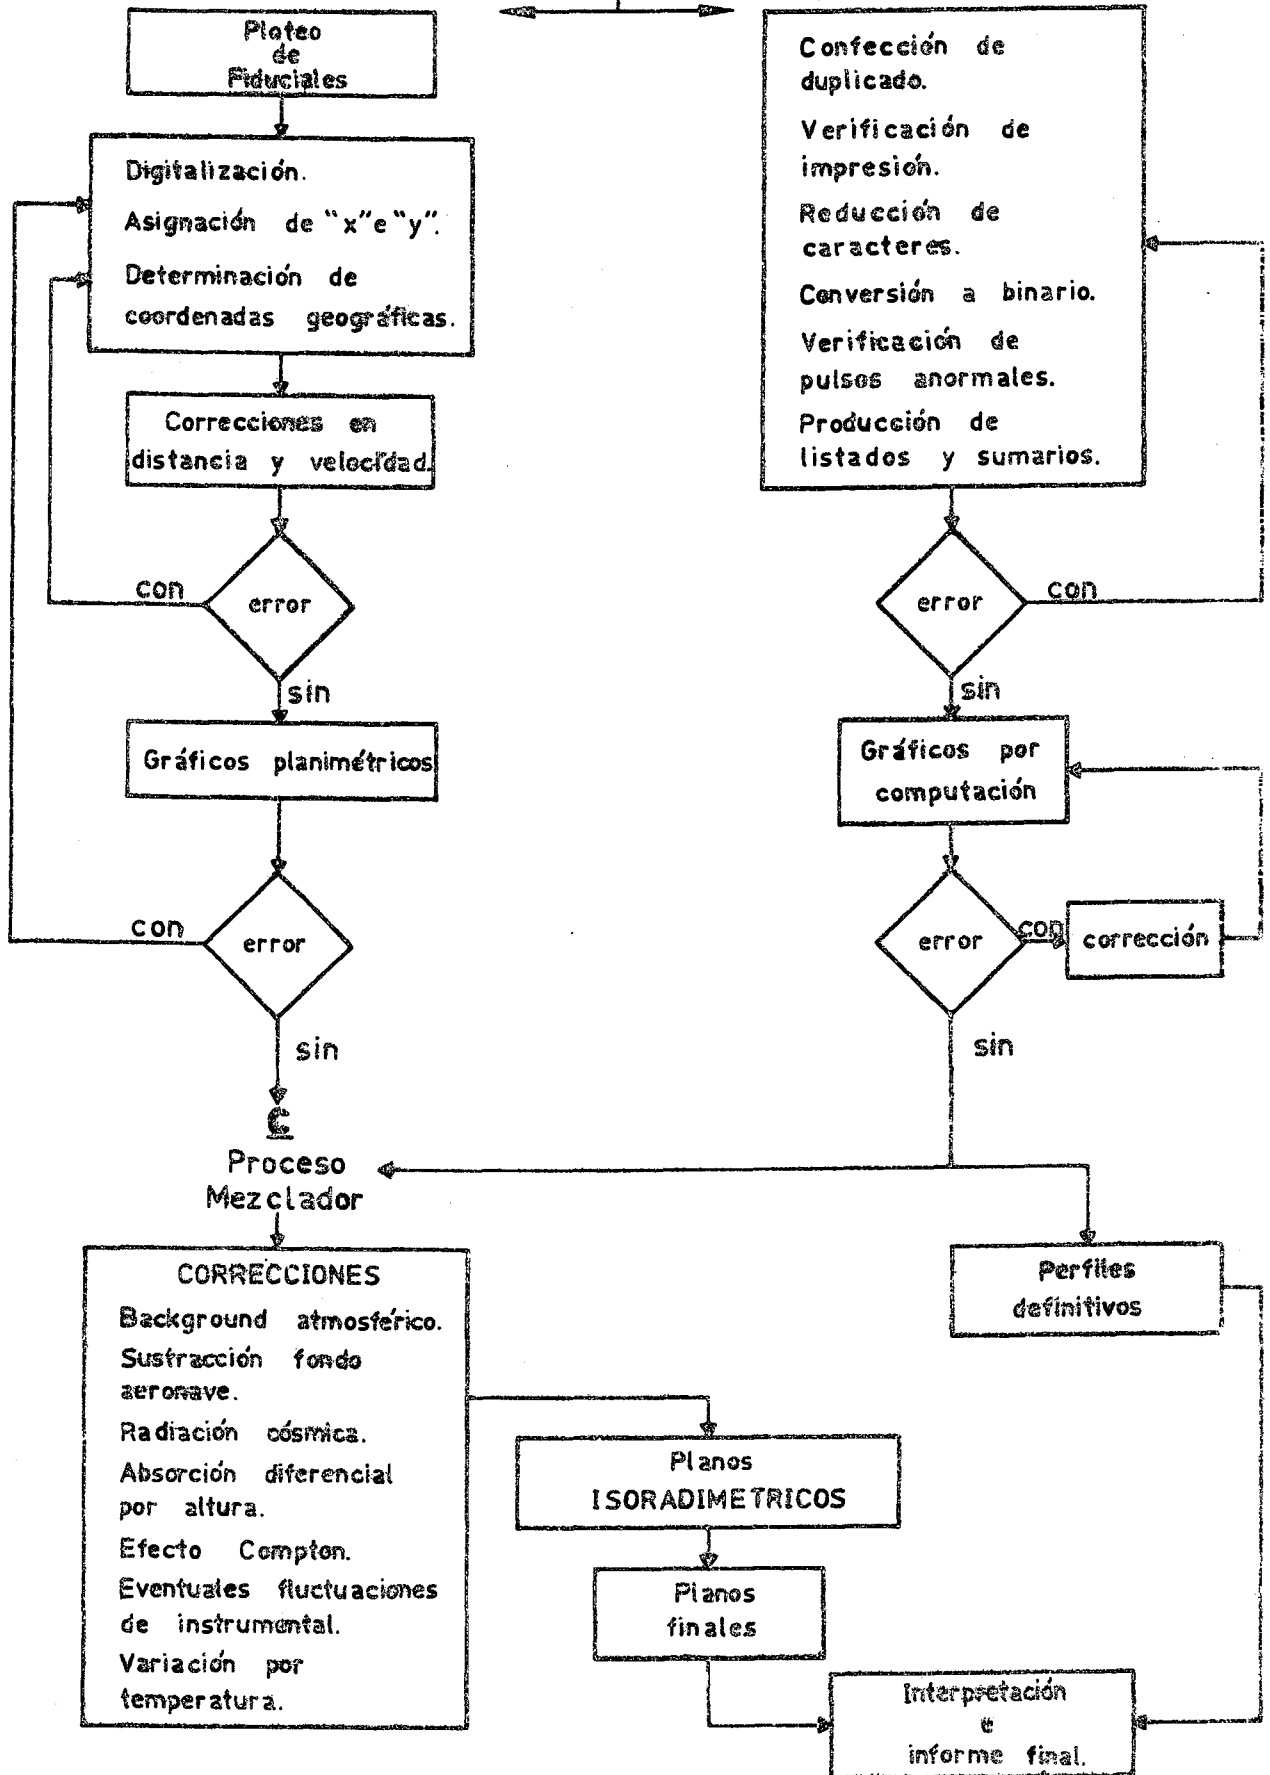 Ploteo
de
Fiduciales
Digitalización.
Asignación de "x" e "y".
Determinación de
coordenadas geográficas.
Correcciones en
distancia y velocidad.
error
con
sin
Gráficos planimétricos
error
con
sin
C
Proceso
Mezclador
CORRECCIONES
Background atmosférico.
Sustracción fondo
aeronave.
Radiación cósmica.
Absorción diferencial
por altura.
Efecto Compton.
Eventuales fluctuaciones
de instrumental.
Variación por
temperatura.
Confección de
duplicado.
Verificación de
impresión.
Reducción de
caracteres.
Conversión a binario.
Verificación de
pulsos anormales.
Producción de
listados y sumarios.
error
con
sin
Gráficos por
computación
error
con
corrección
sin
Perfiles
definitivos
Planos
ISORADIMETRICOS
Planos
finales
Interpretación
e
informe final.